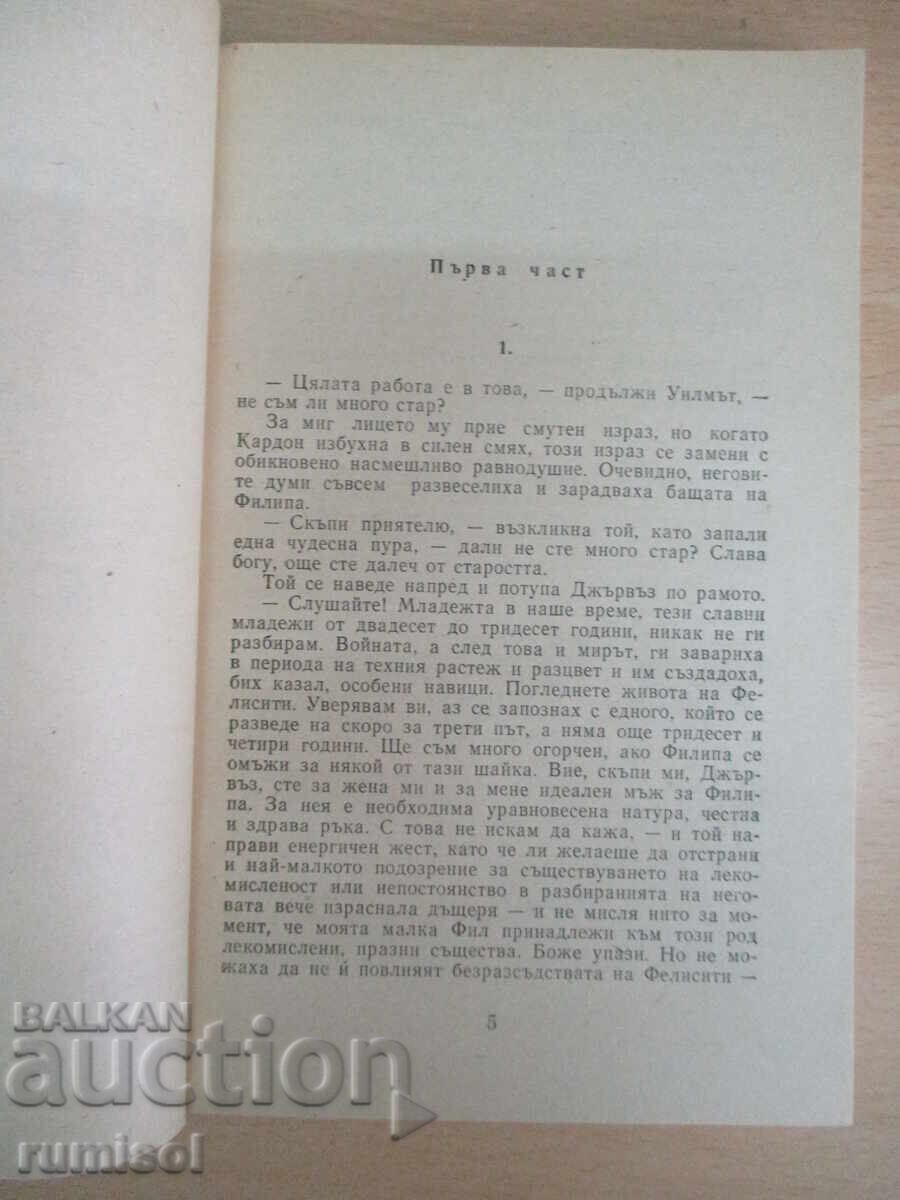 Първа част
1.
— Цялата работа е в това, — продължи Уилмът, —
не съм ли много стар?
За миг лицето му прие смутен израз, но когато
Кардон избухна в силен смях, този израз се замени с
обикновено насмешливо равнодушие. Очевидно, негови-
те думи съвсем развеселиха и зарадваха бащата на
Филипа.
— Скъпи приятелю, — възкликна той, като запали
една чудесна пура, — дали не сте много стар? Слава
богу, още сте далеч от старостта.
Той се наведе напред и потупа Джървъз по рамото.
— Слушайте! Младежта в наше време, тези славни
младежи от двадесет до тридесет години, никак не ги
разбирам. Войната, а след това и мирът, ги завариха
в периода на техния растеж и разцвет и им създадоха,
бих казал, особени навици. Погледнете живота на Фе-
лисити. Уверявам ви, аз се запознах с едного, който се
разведе на скоро за трети път, а няма още тридесет и
четири години. Ще съм много огорчен, ако Филипа се
омъжи за някой от тази шайка. Вие, скъпи ми, Джър-
въз, сте за жена ми и за мене идеален мъж за Фили-
па. За нея е необходима уравновесена натура, честна
и здрава ръка. С това не искам да кажа, — и той на-
прави енергичен жест, като че ли желаеше да отстрани
и най-малкото подозрение за съществуването на леко-
мисленост или непостоянство в разбиранията на него-
вата вече израснала дъщеря — и не мисля нито за мо-
мент, че моята малка Фил принадлежи към този род
лекомислени, празни същества. Боже упази. Но не мо-
жаха да не ѝ повлияят безразсъдствата на Фелисити —
5
BALKAN
auction
rumisol